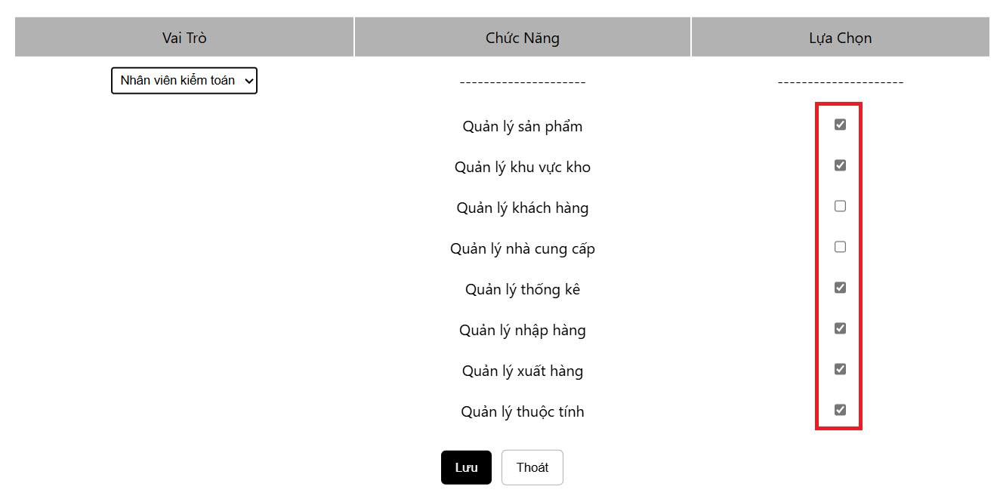 Vai Trò Chức Năng Lựa Chọn
Nhân viên kiểm toán --------------------- ---------------------
Quản lý sản phẩm
Quản lý khu vực kho
Quản lý khách hàng
Quản lý nhà cung cấp
Quản lý thống kê
Quản lý nhập hàng
Quản lý xuất hàng
Quản lý thuộc tính
Lưu Thoát